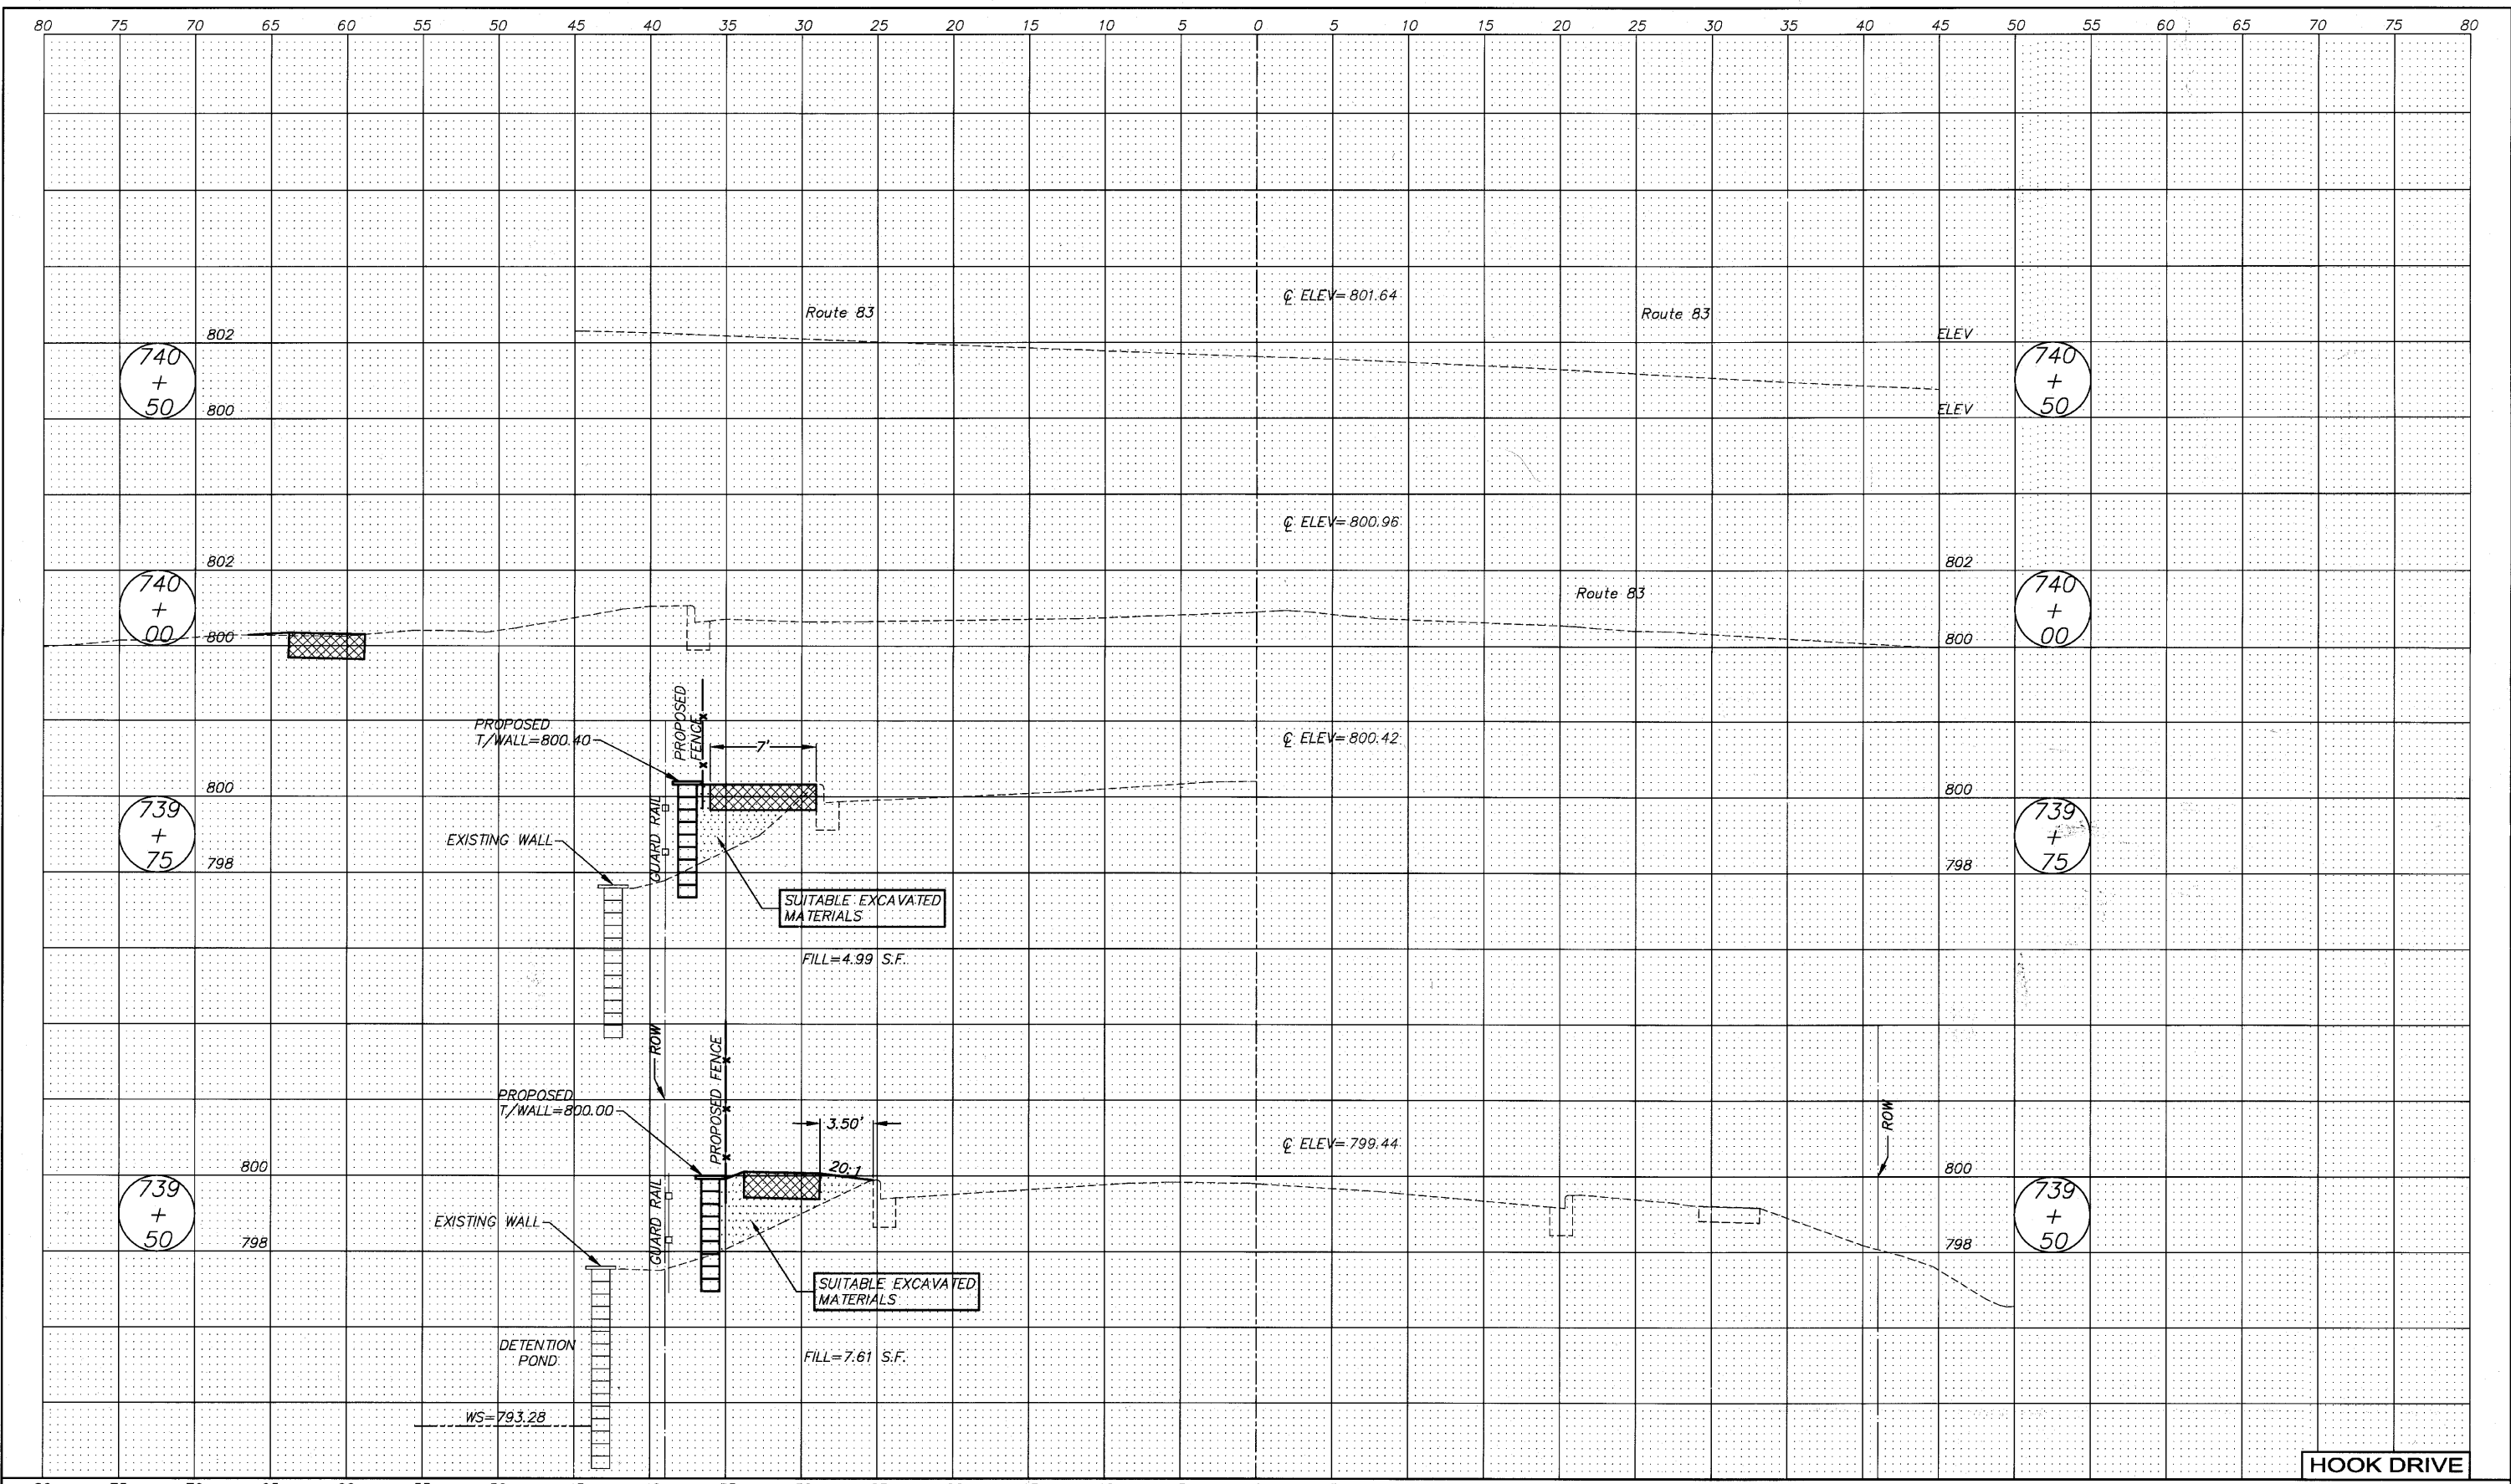 80 75 70 65 60 55 50 45 40 35 30 25 20 15 10 5 0 5 10 15 20 25 30 35 40 45 50 55 60 65 70 75 80
℄ ELEV=801.64
Route 83
Route 83
802
ELEV
740
+
50
740
+
50
800
ELEV
℄ ELEV=800.96
802
802
Route 83
740
+
00
740
+
00
800
800
PROPOSED
FENCE
PROPOSED
T/WALL=800.40
7'
℄ ELEV=800.42
800
800
GUARD RAIL
739
+
75
739
+
75
EXISTING WALL
798
798
SUITABLE EXCAVATED
MATERIALS
FILL=4.99 S.F.
ROW
PROPOSED FENCE
PROPOSED
T/WALL=800.00
3.50'
℄ ELEV=799.44
ROW
800
20:1
800
GUARD RAIL
739
+
50
739
+
50
EXISTING WALL
798
798
SUITABLE EXCAVATED
MATERIALS
DETENTION
POND
FILL=7.61 S.F.
WS=793.28
HOOK DRIVE